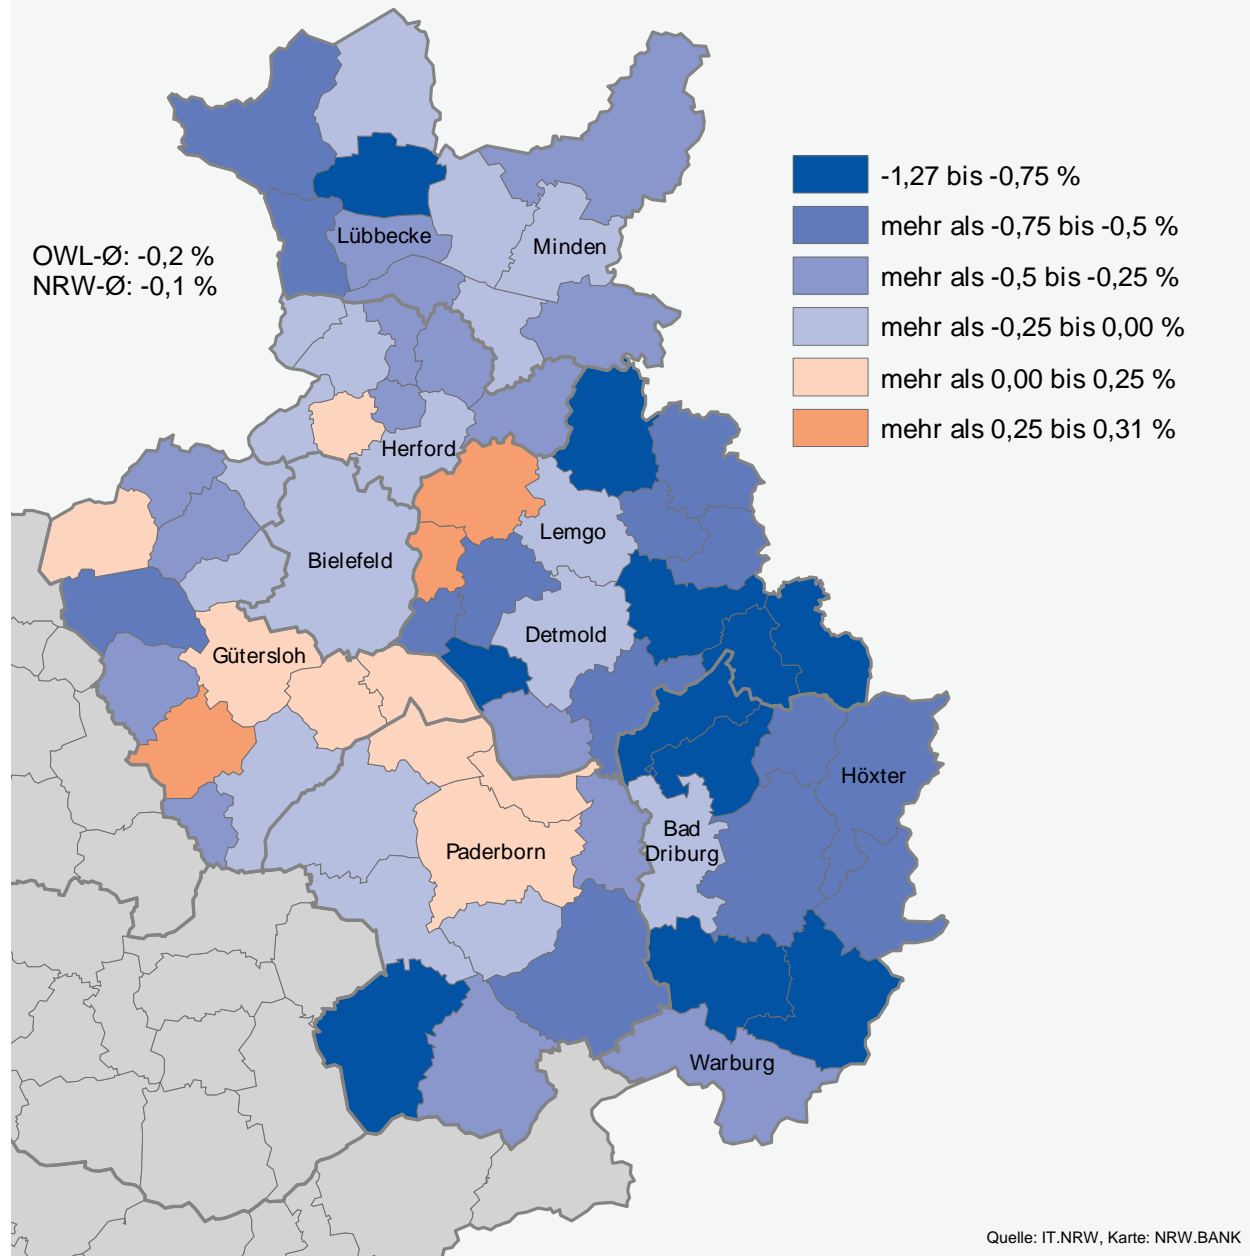 -1,27 bis -0,75 %
mehr als -0,75 bis -0,5 %
mehr als -0,5 bis -0,25 %
mehr als -0,25 bis 0,00 %
mehr als 0,00 bis 0,25 %
mehr als 0,25 bis 0,31 %
OWL-Ø: -0,2 %
NRW-Ø: -0,1 %
Lübbecke
Minden
Herford
Lemgo
Bielefeld
Detmold
Gütersloh
Höxter
Bad
Driburg
Paderborn
Warburg
Quelle: IT.NRW, Karte: NRW.BANK